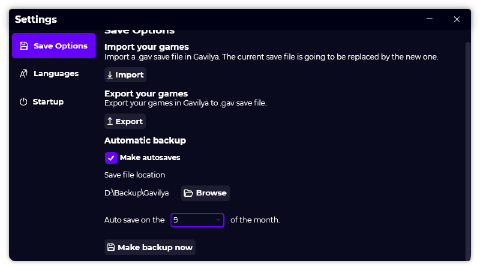 Settings
Save Options
Save Options
Import your games
Import a .gav save file in Gavilya. The current save file is going to be replaced by the new one.
Languages
Import
Export your games
Startup
Export your games in Gavilya to .gav save file.
Export
Automatic backup
Make autosaves
Save file location
D:\Backup\Gavilya
Browse
Auto save on the 9 of the month.
Make backup now